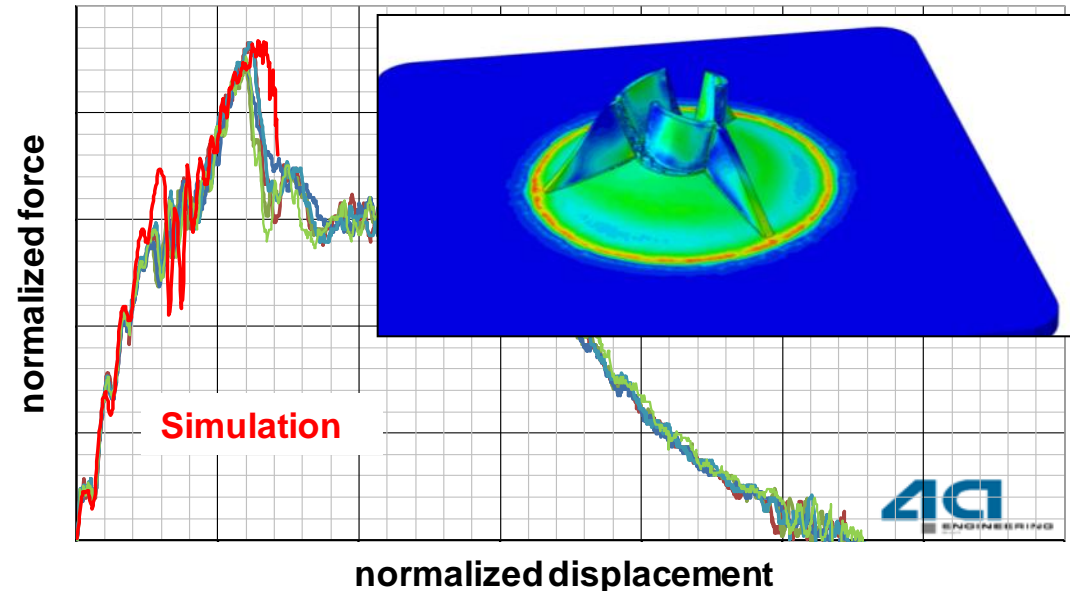 normalized force
Simulation
4a
ENGINEERING
normalized displacement